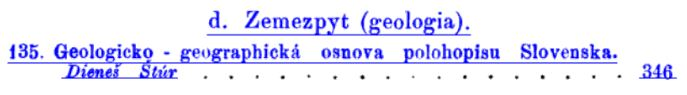 d. Zemezpyt (geologia).
135. Geologicko - geographická osnova polohopisu Slovenska.
Dieneš Štúr . . . . . . . . . . . . . . . . . . 346